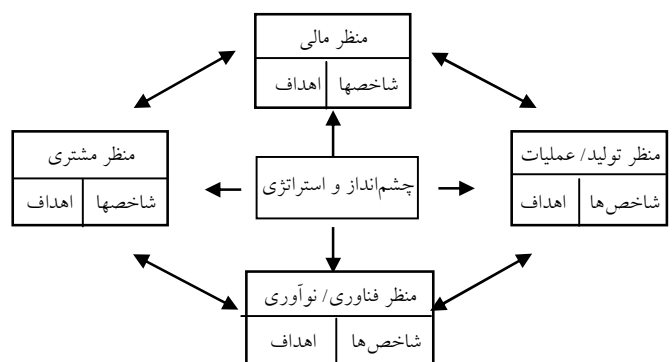 منظر مالی
شاخصها اهداف
منظر تولید/ عملیات
شاخص‌ها اهداف
چشم‌انداز و استراتژی
منظر مشتری
شاخصها اهداف
منظر فناوری/ نوآوری
شاخص‌ها اهداف